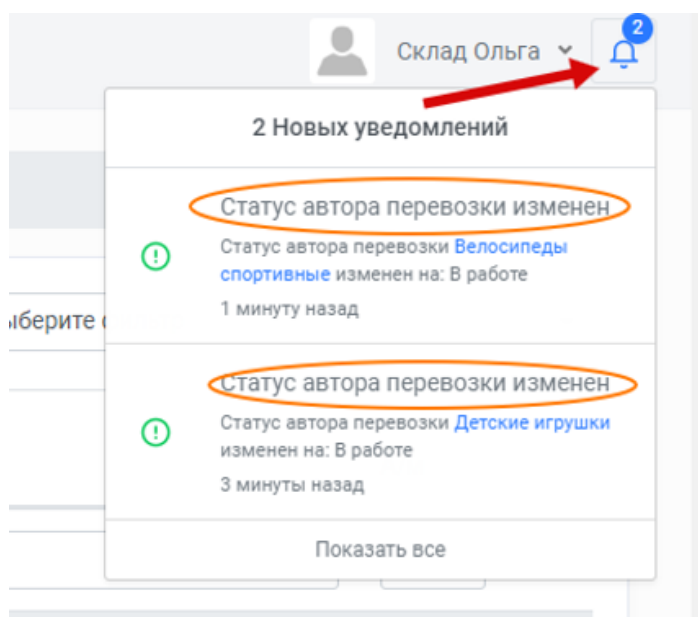 2
Склад Ольга
2 Новых уведомлений
Статус автора перевозки изменен
Статус автора перевозки Велосипеды
спортивные изменен на: В работе
1 минуту назад
ыберите
Статус автора перевозки изменен
Статус автора перевозки Детские игрушки
изменен на: В работе
3 минуты назад
Показать все